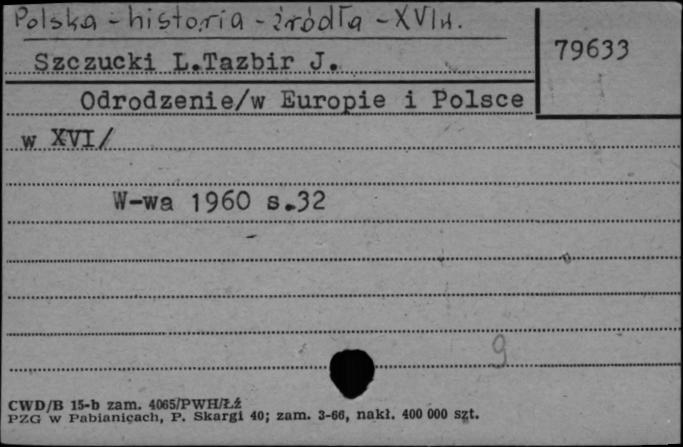 Polska - historia - źródła - XVIw.
79633
Szczucki L.Tazbir J.
Odrodzenie/w Europie i Polsce
w XVI/
W-wa 1960 s.32
9
CWD/B 15-b zam. 4065/PWH/Łź
PZG w Pabianicach, P. Skargi 40; zam. 3-66, nakł. 400 000 szt.